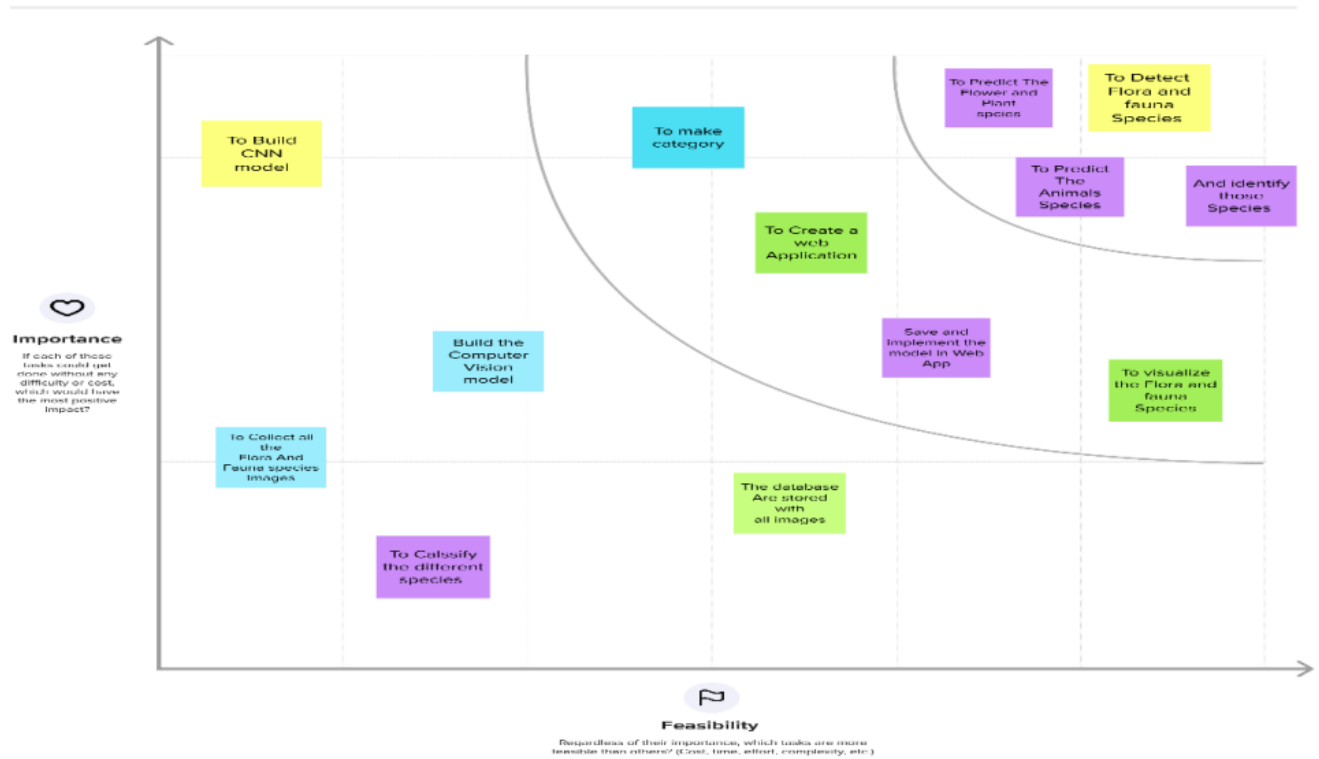 To Predict The
Flower and
Plant
species
To Detect
Flora and
fauna
Species
To Build
CNN
model
To make
category
To Predict
The
Animals
Species
And identify
those
Species
To Create a
web
Application
Save and
Implement the
model in Web
App
Build the
Computer
Vision
model
To visualize
the Flora and
fauna
Species
Importance
If each of these
tasks could get
done without any
difficulty or cost,
which would have
the most positive
impact?
To Collect all
the
Flora And
Fauna species
Images
The database
Are stored
with
all images
To Calssify
the different
species
Feasibility
Regardless of their importance, which tasks are more
feasible than others? (Cost, time, effort, complexity, etc.)